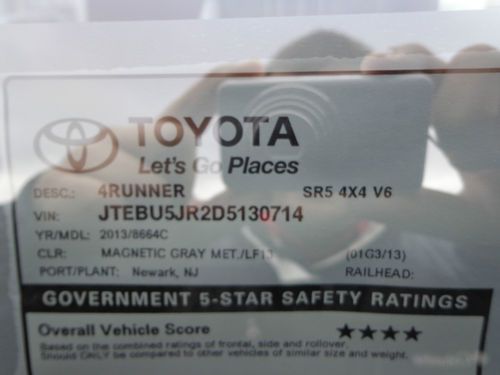 TOYOTA
Let's Go Places
DESC.: 4RUNNER SR5 4X4 V6
VIN: JTEBU5JR2D5130714
YR/MDL: 2013/8664C
CLR: MAGNETIC GRAY MET./LF13 (01G3/13)
PORT/PLANT: Newark, NJ RAILHEAD:
GOVERNMENT 5-STAR SAFETY RATINGS
Overall Vehicle Score ★★★★
Based on the combined ratings of frontal, side and rollover.
Should ONLY be compared to other vehicles of similar size and weight.